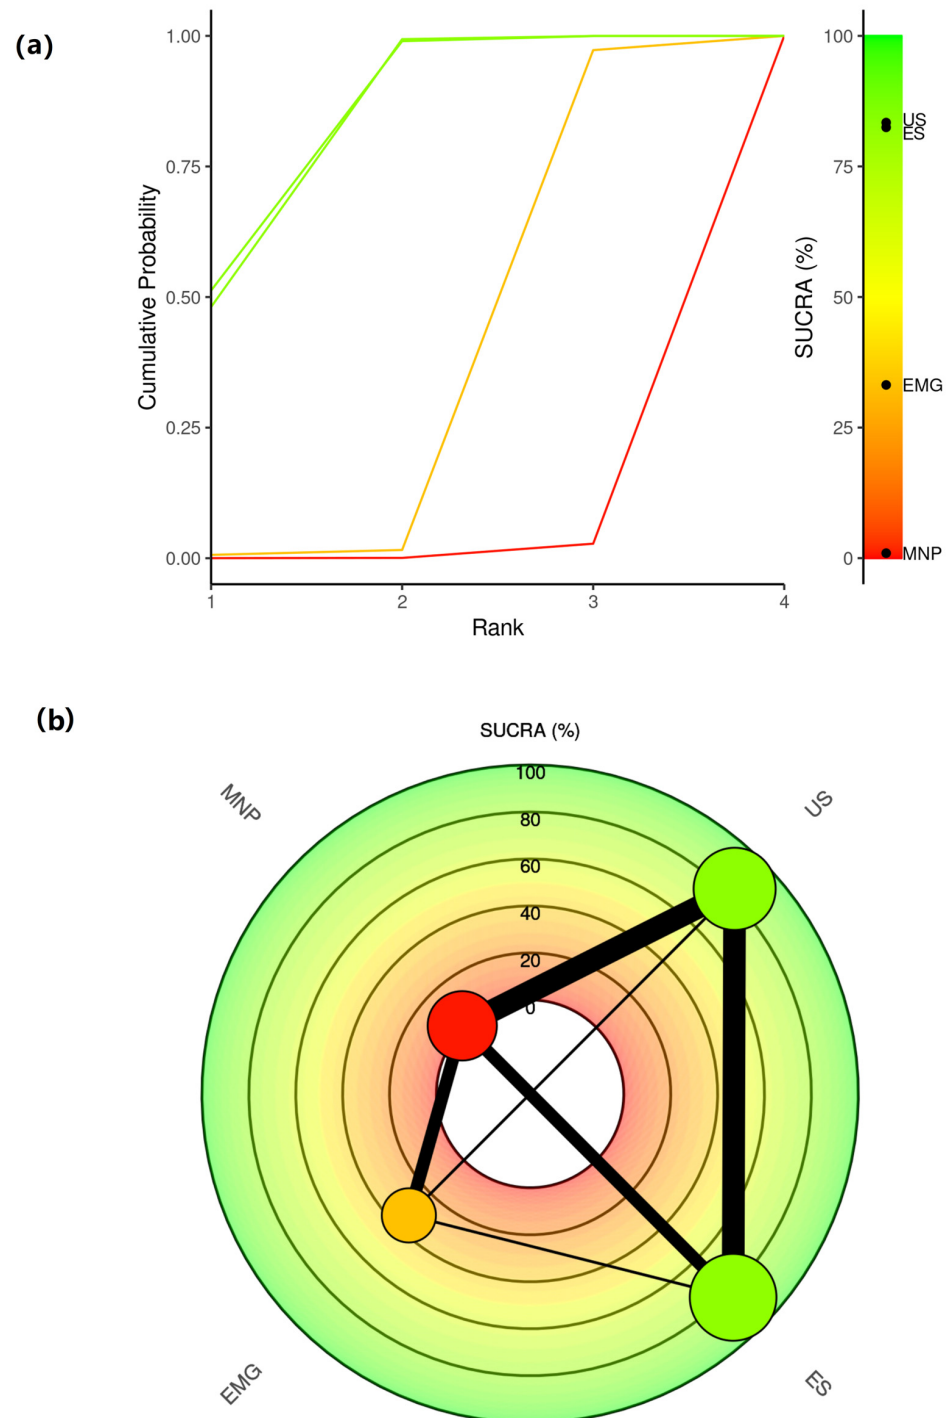 (a)
1.00
0.75
0.50
0.25
0.00
Cumulative Probability
1
2
3
4
Rank
SUCRA (%)
100
75
50
25
0
US
ES
EMG
MNP
(b)
SUCRA (%)
100
80
60
40
20
0
MNP
US
EMG
ES